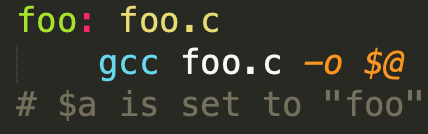 foo: foo.c
    gcc foo.c -o $@
# $a is set to "foo"